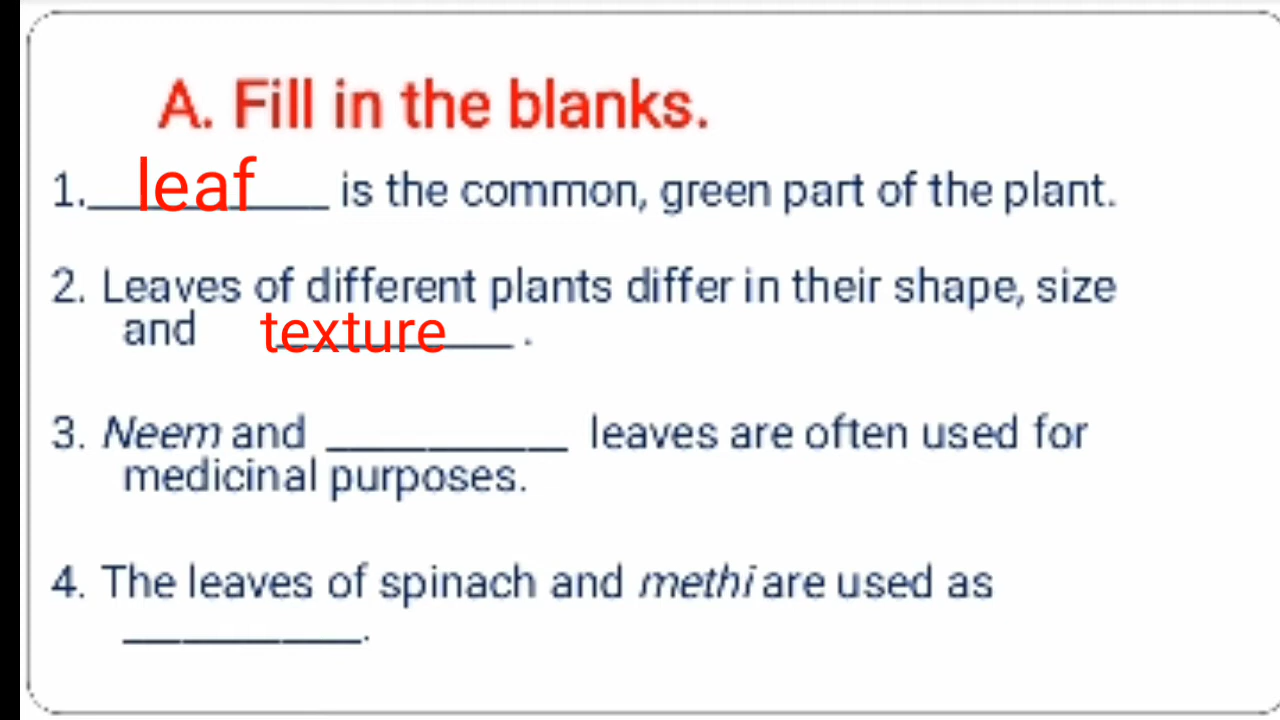 A. Fill in the blanks.
1. leaf is the common, green part of the plant.
2. Leaves of different plants differ in their shape, size
and texture .
3. Neem and __________ leaves are often used for
medicinal purposes.
4. The leaves of spinach and methi are used as
__________.